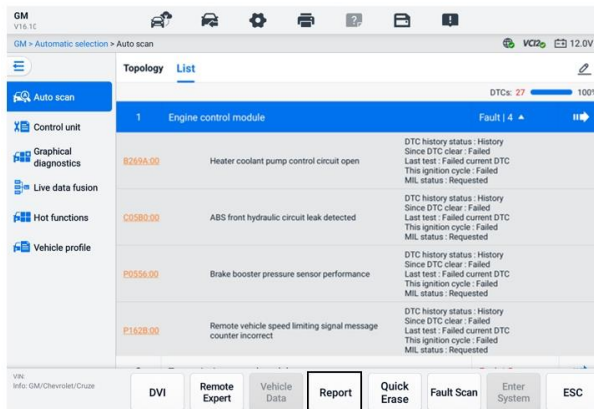 GM
V16.10
GM > Automatic selection > Auto scan
VCI2
12.0V
Topology List
DTCs: 27
Auto scan
Control unit
Graphical
diagnostics
Live data fusion
Hot functions
Vehicle profile
1 Engine control module Fault | 4
B269A:00 Heater coolant pump control circuit open
DTC history status : History
Since DTC clear : Failed
Last test : Failed current DTC
This ignition cycle : Failed
MIL status : Requested
C05B0:00 ABS front hydraulic circuit leak detected
DTC history status : History
Since DTC clear : Failed
Last test : Failed current DTC
This ignition cycle : Failed
MIL status : Requested
P0556:00 Brake booster pressure sensor performance
DTC history status : History
Since DTC clear : Failed
Last test : Failed current DTC
This ignition cycle : Failed
MIL status : Requested
P162B:00 Remote vehicle speed limiting signal message
counter incorrect
DTC history status : History
Since DTC clear : Failed
Last test : Failed current DTC
This ignition cycle : Failed
MIL status : Requested
VIN:
Info: GM/Chevrolet/Cruze
DVI
Remote
Expert
Vehicle
Data
Report
Quick
Erase
Fault Scan
Enter
System
ESC